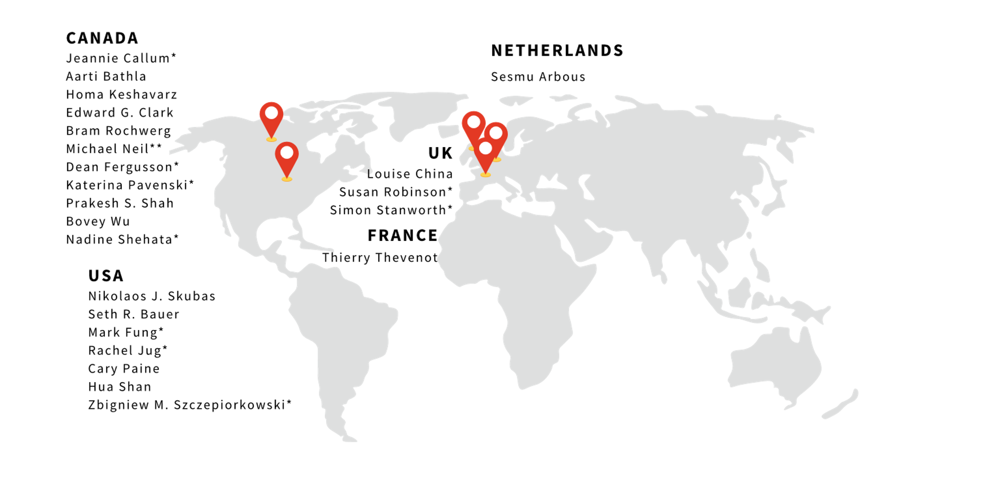 CANADA
Jeannie Callum*
Aarti Bathla
Homa Keshavarz
Edward G. Clark
Bram Rochwerg
Michael Neil**
Dean Fergusson*
Katerina Pavenski*
Prakesh S. Shah
Bovey Wu
Nadine Shehata*
USA
Nikolaos J. Skubas
Seth R. Bauer
Mark Fung*
Rachel Jug*
Cary Paine
Hua Shan
Zbigniew M. Szczepiorkowski*
UK
Louise China
Susan Robinson*
Simon Stanworth*
FRANCE
Thierry Thevenot
NETHERLANDS
Sesmu Arbous